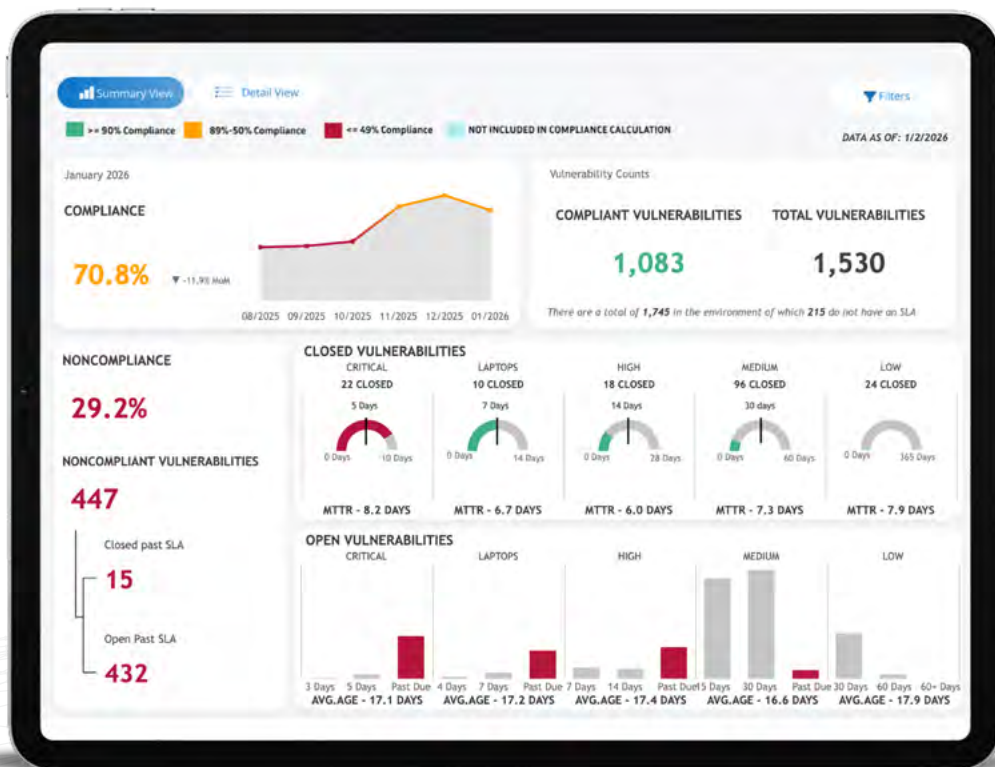 Summary View
Detail View
Filters
>= 90% Compliance
89%-50% Compliance
<= 49% Compliance
NOT INCLUDED IN COMPLIANCE CALCULATION
DATA AS OF: 1/2/2026
January 2026
COMPLIANCE
70.8%
▼ -11.9% MoM
08/2025 09/2025 10/2025 11/2025 12/2025 01/2026
Vulnerability Counts
COMPLIANT VULNERABILITIES
1,083
TOTAL VULNERABILITIES
1,530
There are a total of 1,745 in the environment of which 215 do not have an SLA
NONCOMPLIANCE
29.2%
NONCOMPLIANT VULNERABILITIES
447
Closed past SLA
15
Open Past SLA
432
CLOSED VULNERABILITIES
CRITICAL
22 CLOSED
5 Days
0 Days
10 Days
MTTR - 8.2 DAYS
LAPTOPS
10 CLOSED
7 Days
0 Days
14 Days
MTTR - 6.7 DAYS
HIGH
18 CLOSED
14 Days
0 Days
28 Days
MTTR - 6.0 DAYS
MEDIUM
96 CLOSED
30 days
0 Days
60 Days
MTTR - 7.3 DAYS
LOW
24 CLOSED
0 Days
365 Days
MTTR - 7.9 DAYS
OPEN VULNERABILITIES
CRITICAL
3 Days 5 Days Past Due
AVG.AGE - 17.1 DAYS
LAPTOPS
4 Days 7 Days Past Due
AVG.AGE - 17.2 DAYS
HIGH
7 Days 14 Days Past Due
AVG.AGE - 17.4 DAYS
MEDIUM
15 Days 30 Days Past Due
AVG.AGE - 16.6 DAYS
LOW
30 Days 60 Days 60+ Days
AVG.AGE - 17.9 DAYS